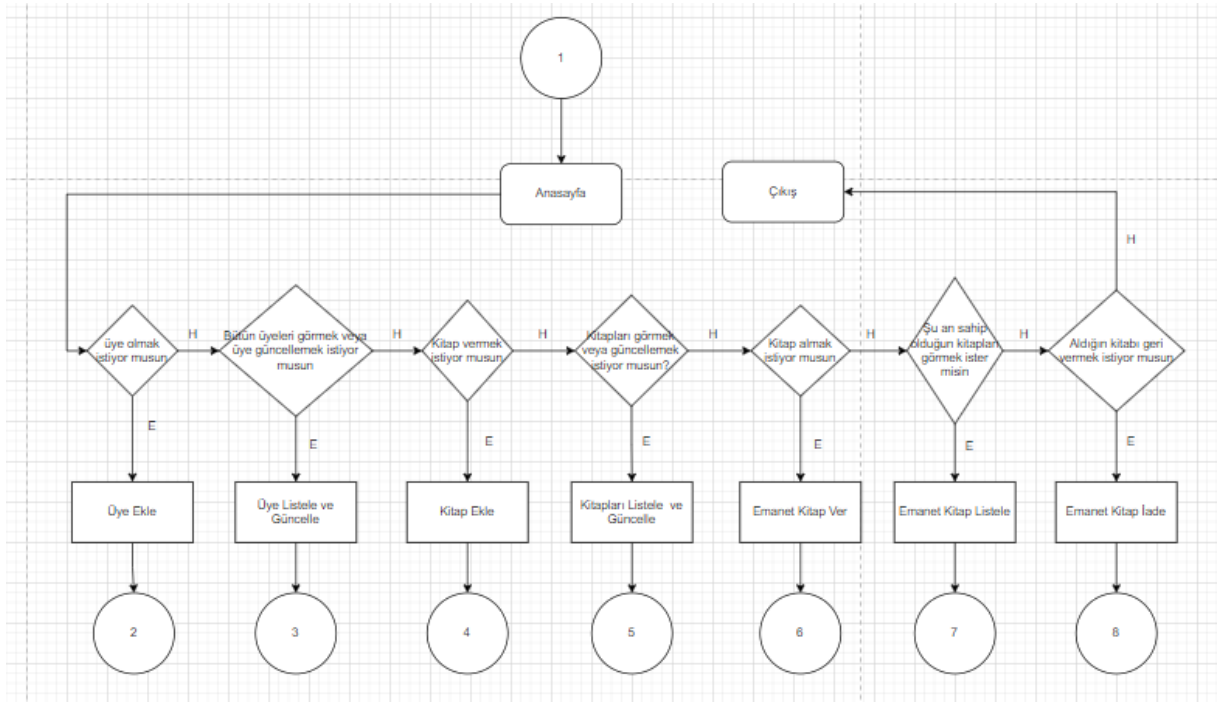 1
Anasayfa
Çıkış
H
üye olmak
istiyor musun
H
Bütün üyeleri görmek veya
üye güncellemek istiyor
musun
H
Kitap vermek
istiyor musun
H
Kitapları görmek
veya güncellemek
istiyor musun?
H
Kitap almak
istiyor musun
H
Şu an sahip
olduğun kitapları
görmek ister
misin
H
Aldığın kitabı geri
vermek istiyor musun
E
E
E
E
E
E
E
Üye Ekle
Üye Listele ve
Güncelle
Kitap Ekle
Kitapları Listele ve
Güncelle
Emanet Kitap Ver
Emanet Kitap Listele
Emanet Kitap İade
2
3
4
5
6
7
8